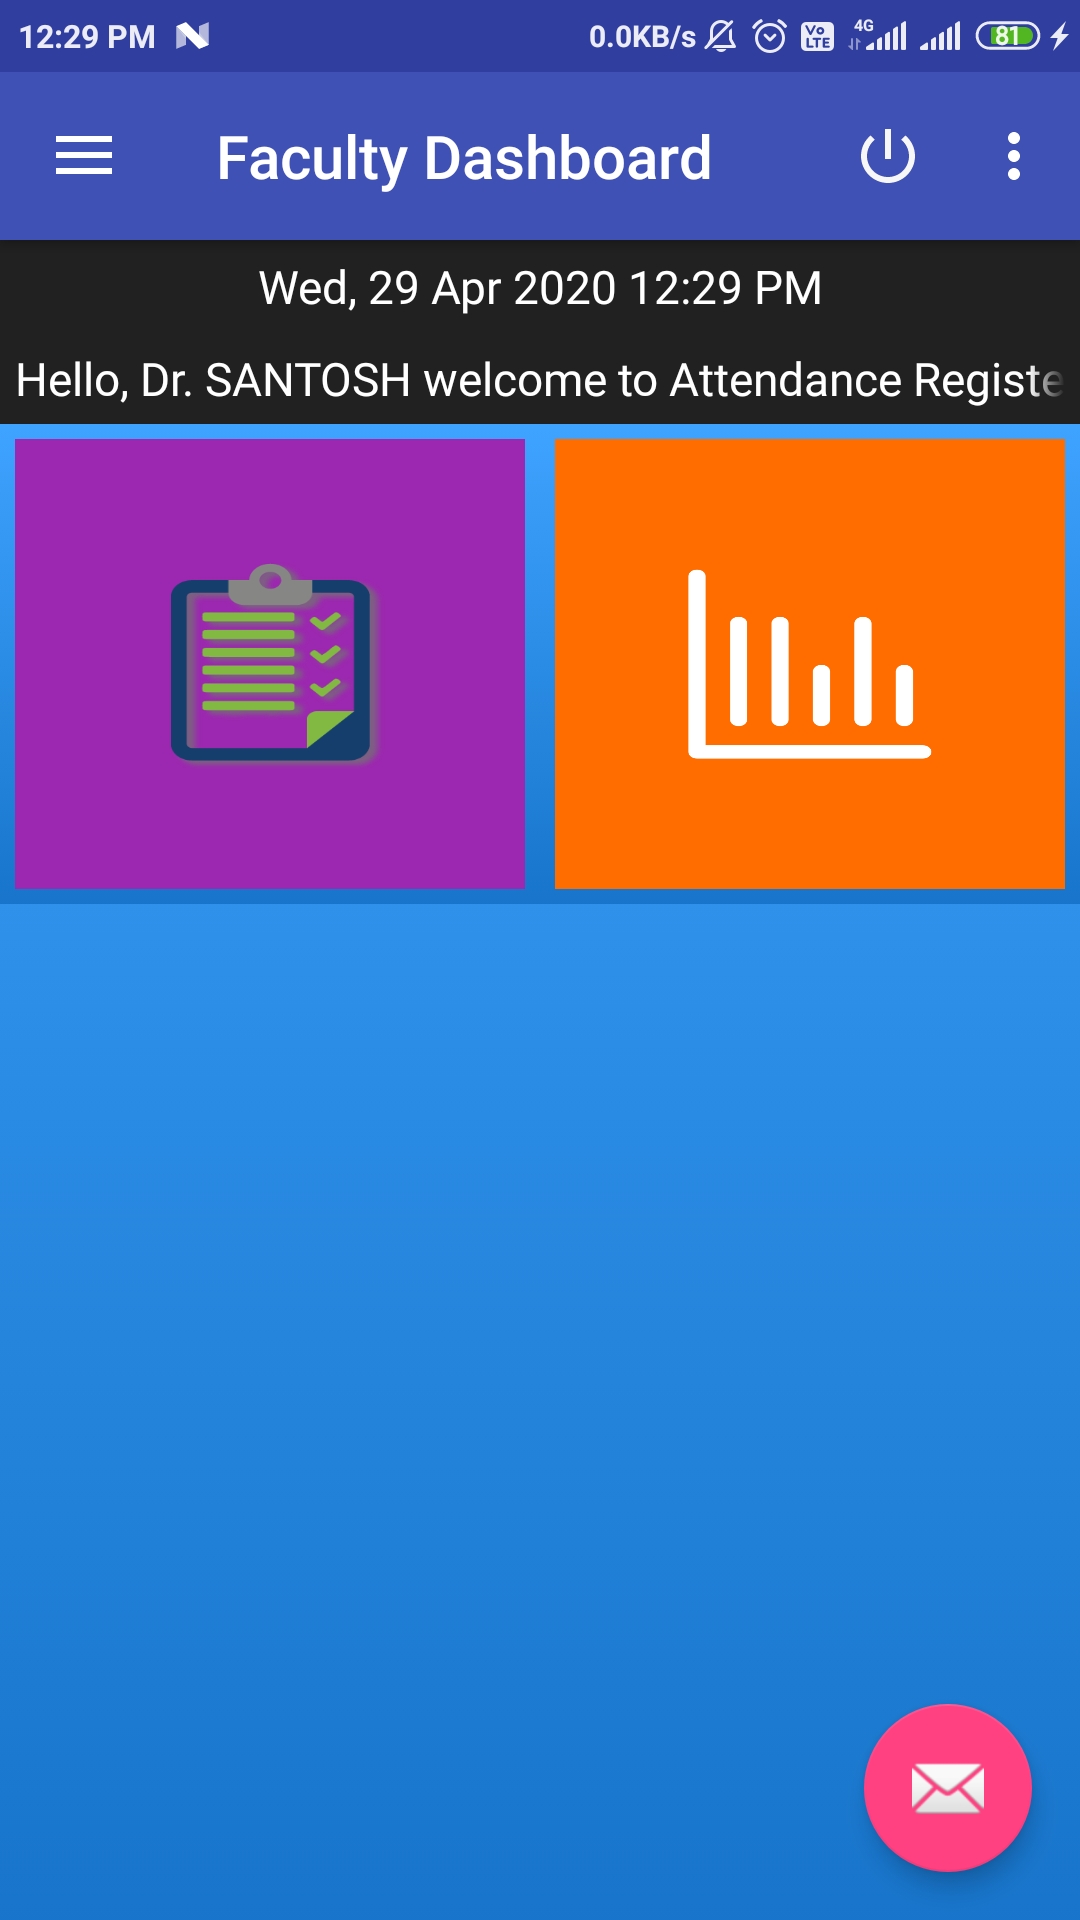 12:29 PM 0.0KB/s Vo LTE 4G 81
Faculty Dashboard
Wed, 29 Apr 2020 12:29 PM
Hello, Dr. SANTOSH welcome to Attendance Registe